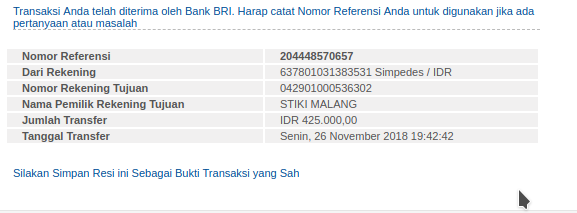 Transaksi Anda telah diterima oleh Bank BRI. Harap catat Nomor Referensi Anda untuk digunakan jika ada
pertanyaan atau masalah
Nomor Referensi 204448570657
Dari Rekening 637801031383531 Simpedes / IDR
Nomor Rekening Tujuan 042901000536302
Nama Pemilik Rekening Tujuan STIKI MALANG
Jumlah Transfer IDR 425.000,00
Tanggal Transfer Senin, 26 November 2018 19:42:42
Silakan Simpan Resi ini Sebagai Bukti Transaksi yang Sah